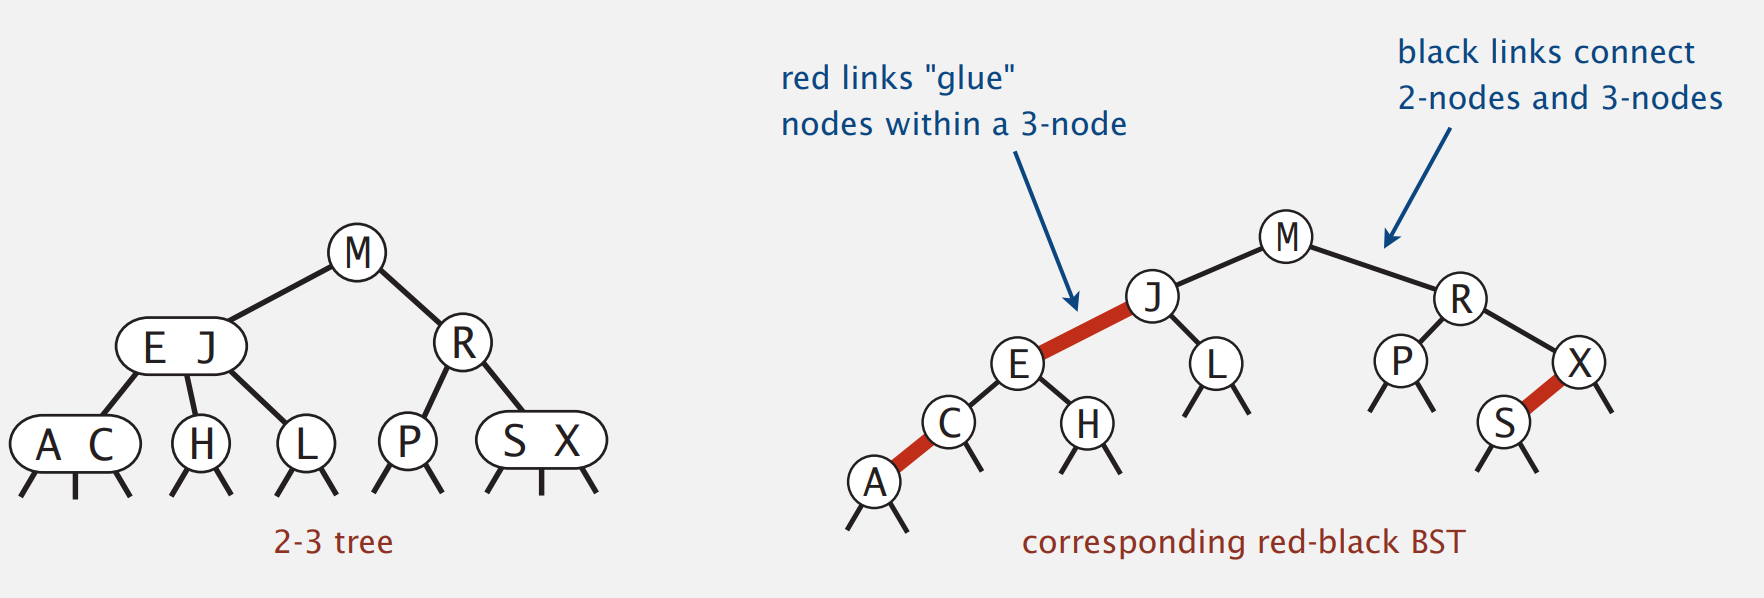 red links "glue"
nodes within a 3-node
black links connect
2-nodes and 3-nodes
M
E J
R
A C
H
L
P
S X
2-3 tree
M
J
R
E
L
P
X
C
H
S
A
corresponding red-black BST